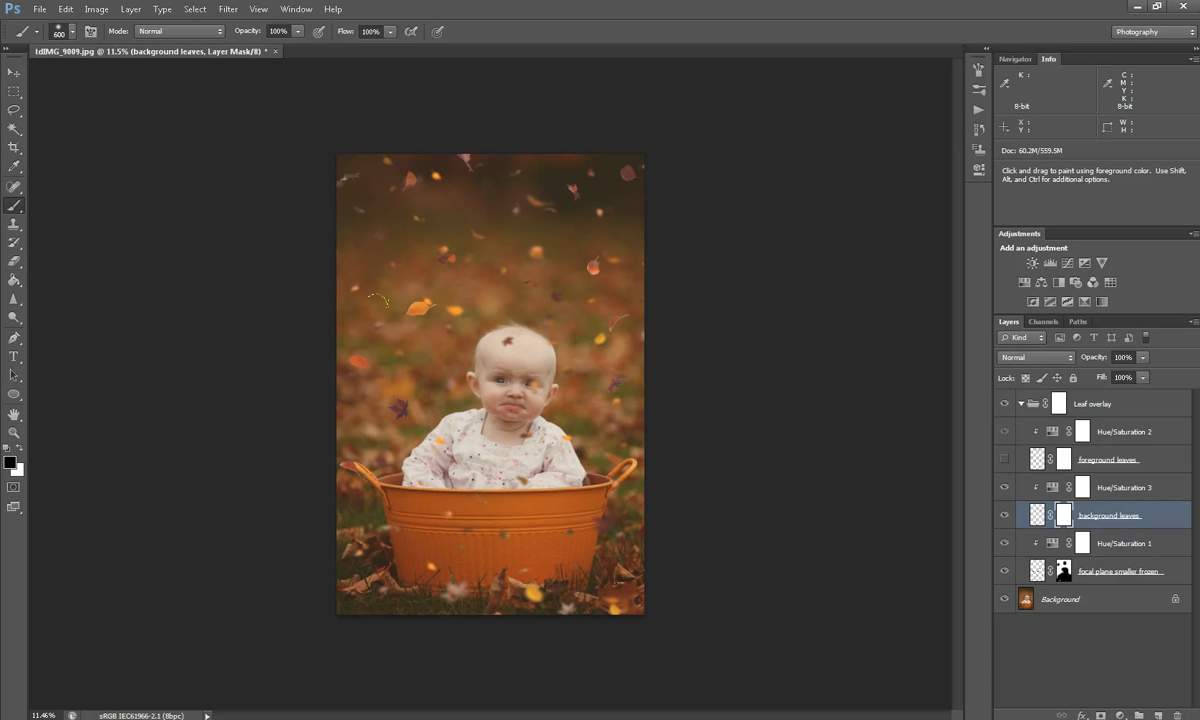 Ps File Edit Image Layer Type Select Filter View Window Help
600 Mode: Normal Opacity: 100% Flow: 100% Photography
tdIMG_9009.jpg @ 11.5% (background leaves, Layer Mask/8) * ×
Navigator Info
K : C :
M :
Y :
K :
8-bit 8-bit
X : W :
Y : H :
Doc: 60.2M/559.5M
Click and drag to paint using foreground color. Use Shift,
Alt, and Ctrl for additional options.
Adjustments
Add an adjustment
Layers Channels Paths
Kind T
Normal Opacity: 100%
Lock: Fill: 100%
Leaf overlay
Hue/Saturation 2
foreground leaves
Hue/Saturation 3
background leaves
Hue/Saturation 1
focal plane smaller frozen
Background
T
fx
11.46% sRGB IEC61966-2.1 (8bpc)